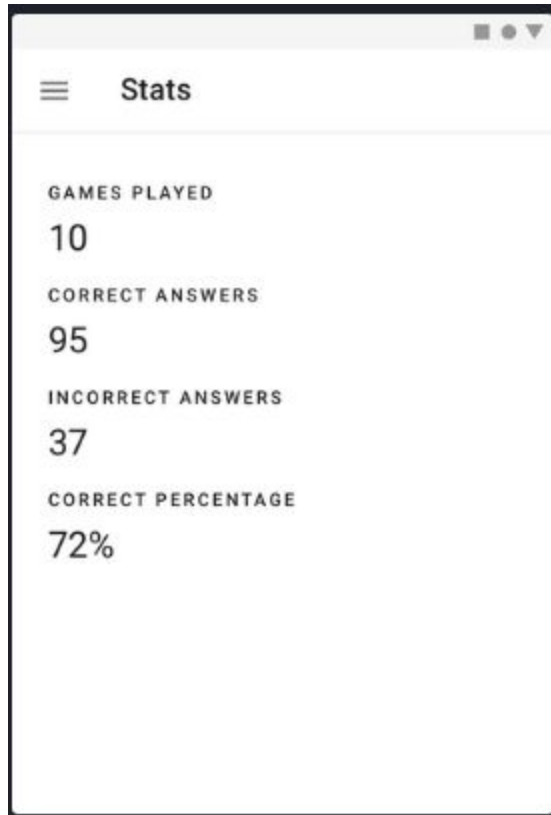 Stats
GAMES PLAYED
10
CORRECT ANSWERS
95
INCORRECT ANSWERS
37
CORRECT PERCENTAGE
72%